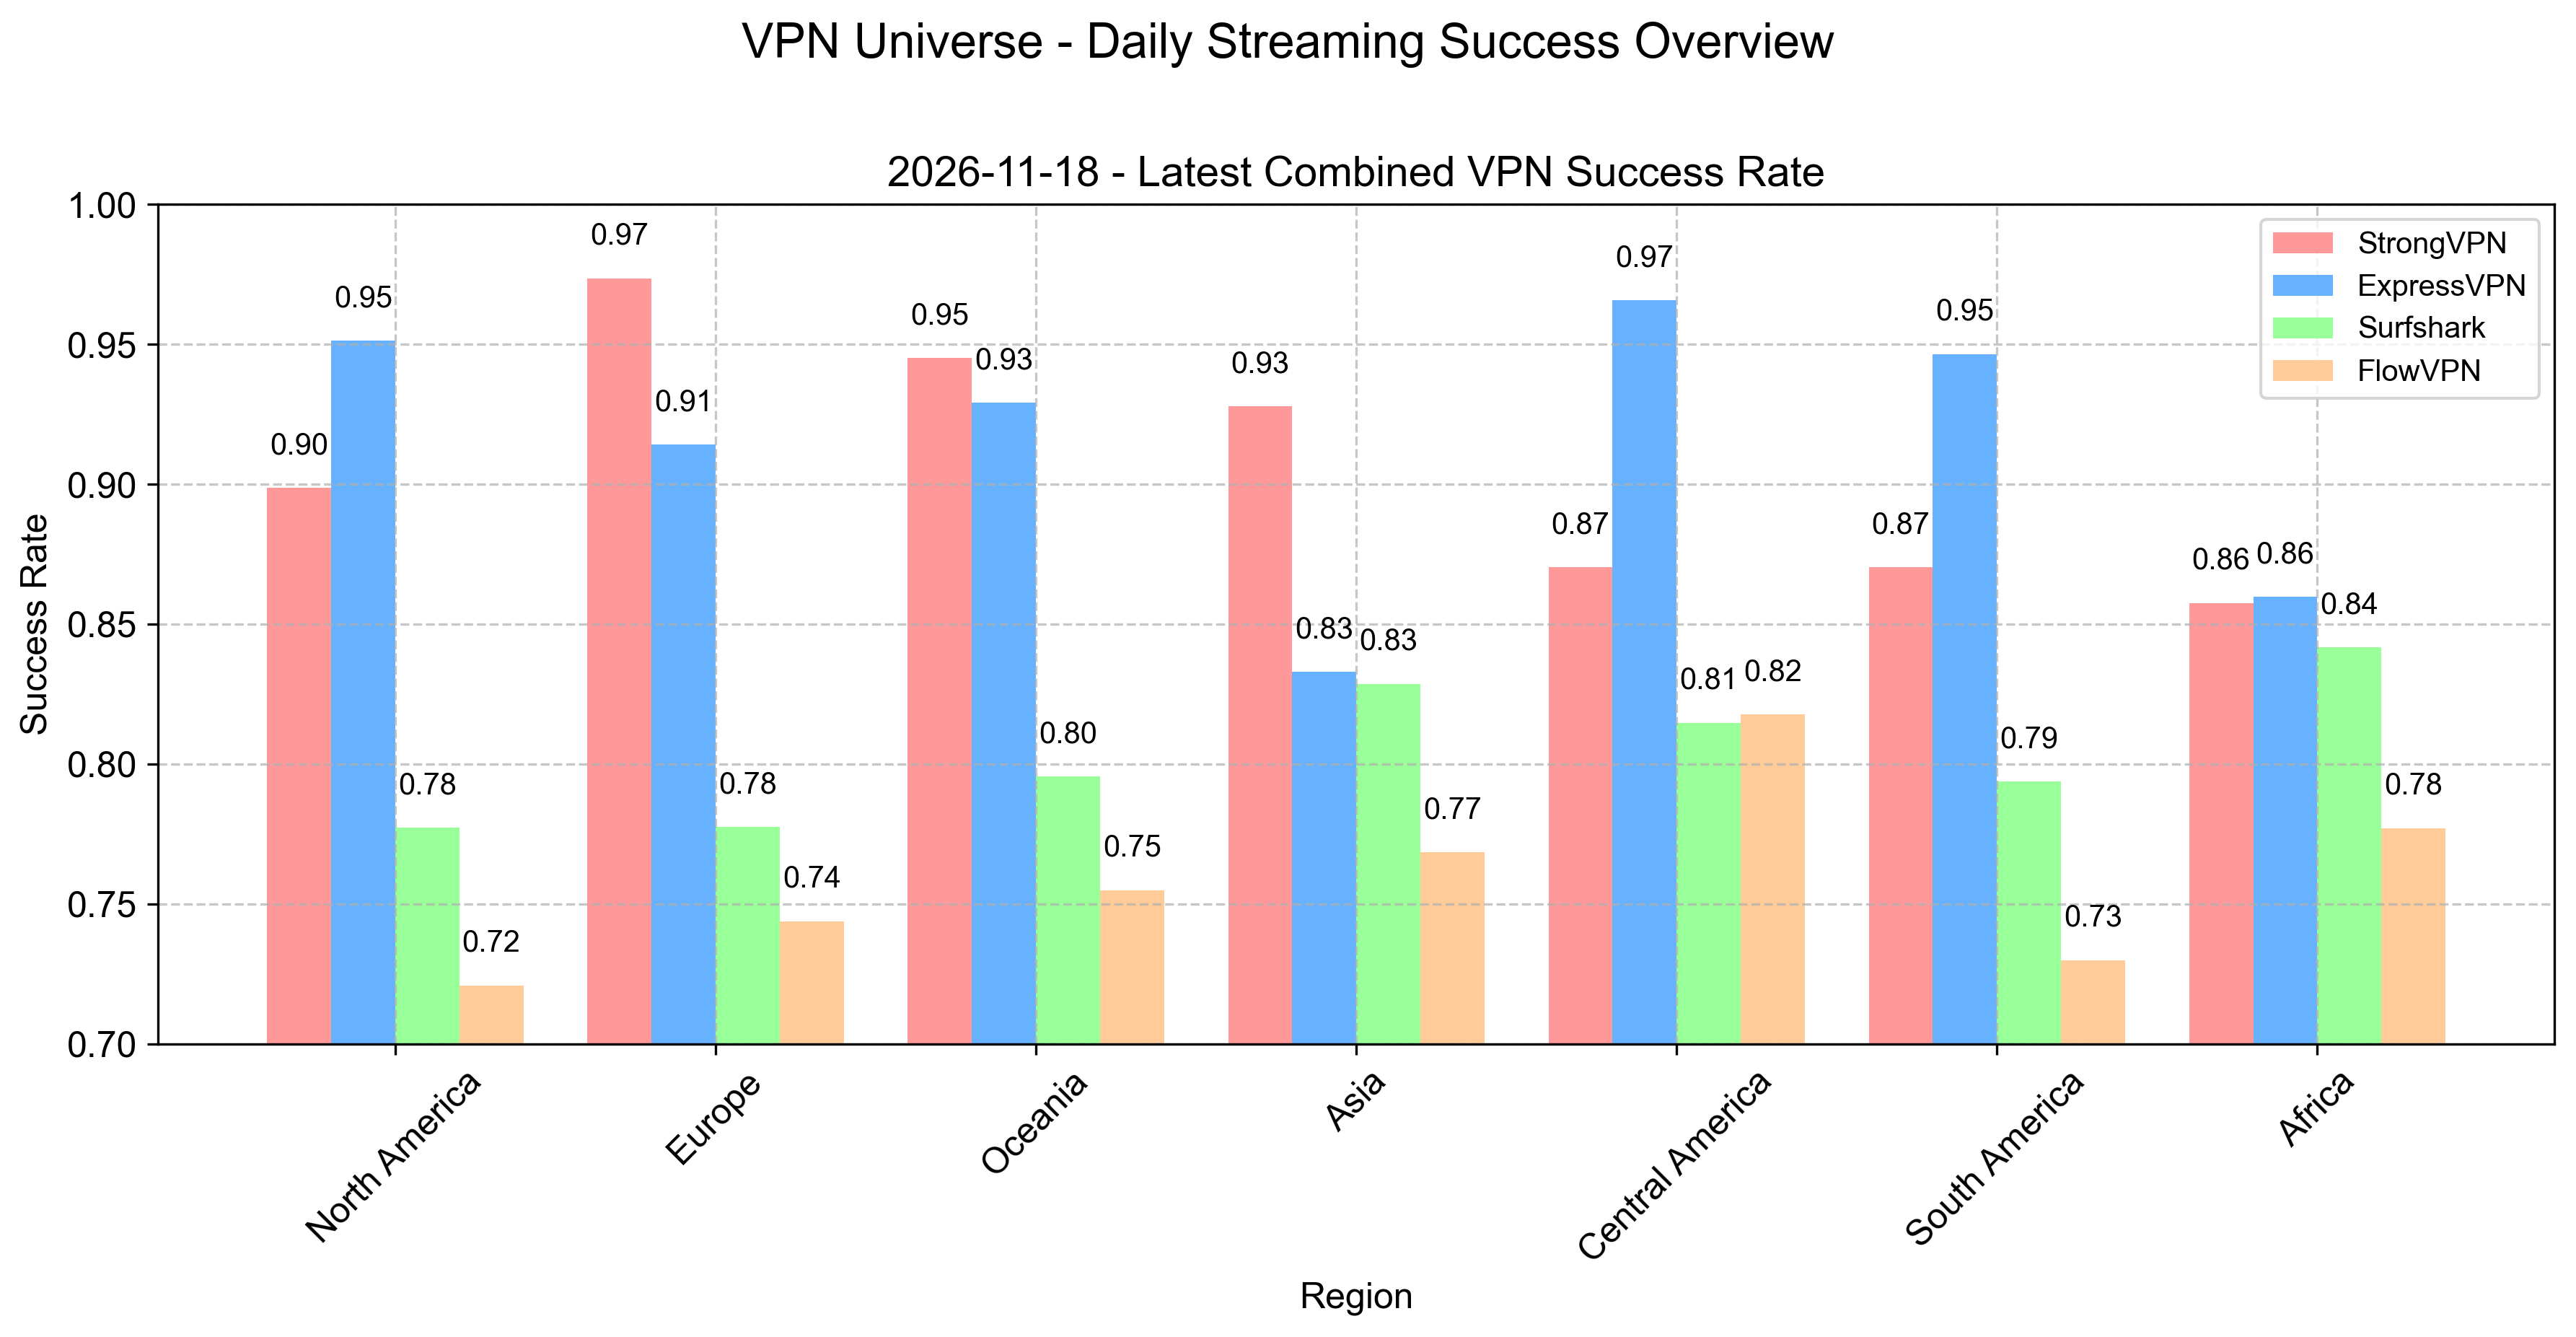 VPN Universe - Daily Streaming Success Overview
2026-11-18 - Latest Combined VPN Success Rate
Success Rate
1.00
0.95
0.90
0.85
0.80
0.75
0.70
StrongVPN
ExpressVPN
Surfshark
FlowVPN
0.90
0.95
0.78
0.72
0.97
0.91
0.78
0.74
0.95
0.93
0.80
0.75
0.93
0.83
0.83
0.77
0.87
0.97
0.81
0.82
0.87
0.95
0.79
0.73
0.86
0.86
0.84
0.78
North America
Europe
Oceania
Asia
Central America
South America
Africa
Region